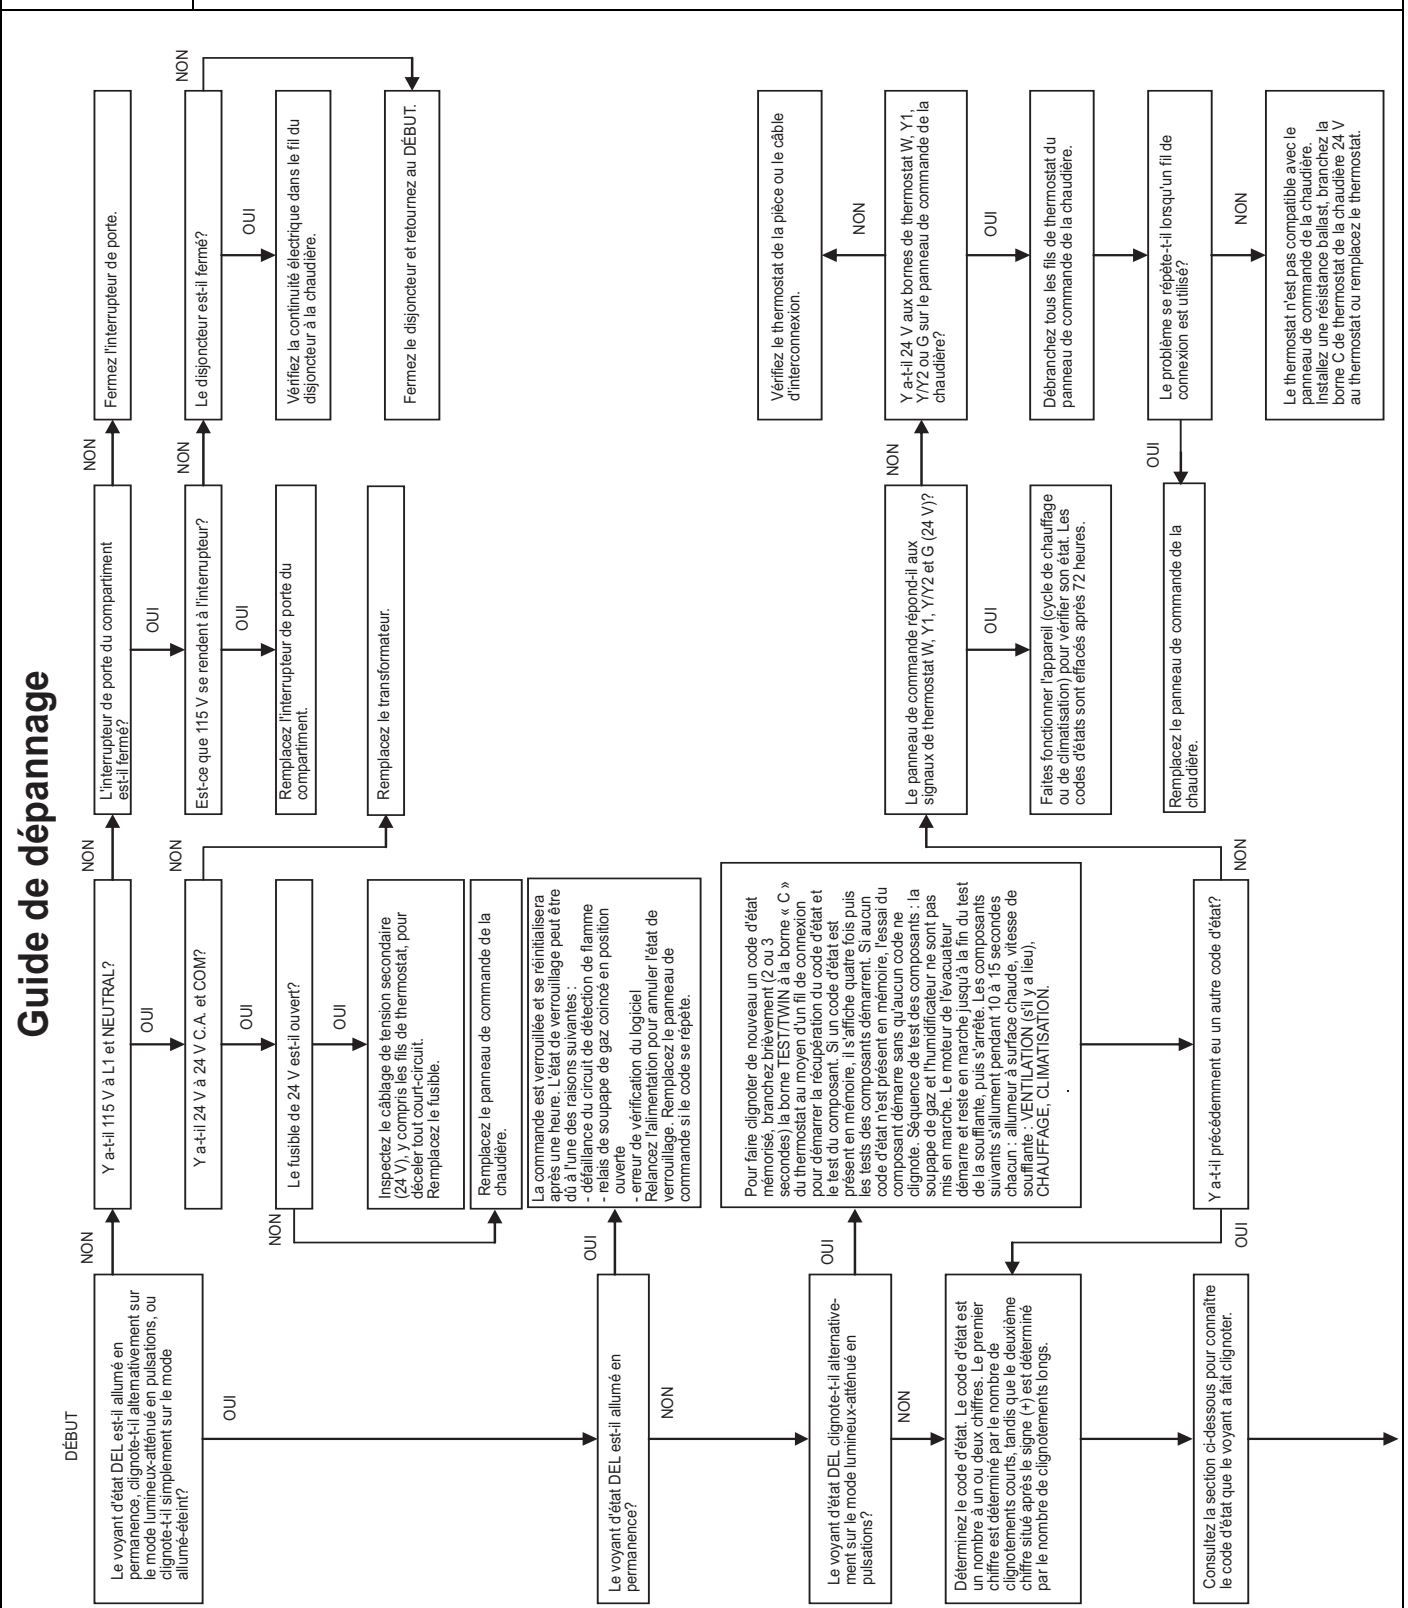 Guide de dépannage
DÉBUT
Le voyant d'état DEL est-il allumé en
permanence, clignote-t-il alternativement sur
le mode lumineux-atténué en pulsations, ou
clignote-t-il simplement sur le mode
allumé-éteint?
NON
Y a-t-il 115 V à L1 et NEUTRAL?
NON
L'interrupteur de porte du compartiment
est-il fermé?
NON
Fermez l'interrupteur de porte.
OUI
OUI
Y a-t-il 24 V à 24 V C.A. et COM?
NON
Est-ce que 115 V se rendent à l'interrupteur?
NON
Le disjoncteur est-il fermé?
NON
OUI
OUI
OUI
OUI
Le fusible de 24 V est-il ouvert?
NON
Remplacez l'interrupteur de porte du
compartiment.
Vérifiez la continuité électrique dans le fil du
disjoncteur à la chaudière.
OUI
Inspectez le câblage de tension secondaire
(24 V), y compris les fils de thermostat, pour
déceler tout court-circuit.
Remplacez le fusible.
Remplacez le transformateur.
Fermez le disjoncteur et retournez au DÉBUT.
Remplacez le panneau de commande de la
chaudière.
Le voyant d'état DEL est-il allumé en
permanence?
OUI
La commande est verrouillée et se réinitialisera
après une heure. L'état de verrouillage peut être
dû à l'une des raisons suivantes :
- défaillance du circuit de détection de flamme
- relais de soupape de gaz coincé en position
ouverte
- erreur de vérification du logiciel
Relancez l'alimentation pour annuler l'état de
verrouillage. Remplacez le panneau de
commande si le code se répète.
NON
Le voyant d'état DEL clignote-t-il alternative-
ment sur le mode lumineux-atténué en
pulsations?
OUI
Pour faire clignoter de nouveau un code d'état
mémorisé, branchez brièvement (2 ou 3
secondes) la borne TEST/TWIN à la borne « C »
du thermostat au moyen d'un fil de connexion
pour démarrer la récupération du code d'état et
le test du composant. Si un code d'état est
présent en mémoire, il s'affiche quatre fois puis
les tests des composants démarrent. Si aucun
code d'état n'est présent en mémoire, l'essai du
composant démarre sans qu'aucun code ne
clignote. Séquence de test des composants : la
soupape de gaz et l'humidificateur ne sont pas
mis en marche. Le moteur de l'évacuateur
démarre et reste en marche jusqu'à la fin du test
de la soufflante, puis s'arrête. Les composants
suivants s'allument pendant 10 à 15 secondes
chacun : allumeur à surface chaude, vitesse de
soufflante : VENTILATION (s'il y a lieu),
CHAUFFAGE, CLIMATISATION.
.
Vérifiez le thermostat de la pièce ou le câble
d'interconnexion.
NON
NON
Déterminez le code d'état. Le code d'état est
un nombre à un ou deux chiffres. Le premier
chiffre est déterminé par le nombre de
clignotements courts, tandis que le deuxième
chiffre situé après le signe (+) est déterminé
par le nombre de clignotements longs.
Le panneau de commande répond-il aux
signaux de thermostat W, Y1, Y/Y2 et G (24 V)?
NON
Y a-t-il 24 V aux bornes de thermostat W, Y1,
Y/Y2 ou G sur le panneau de commande de la
chaudière?
OUI
OUI
Faites fonctionner l'appareil (cycle de chauffage
ou de climatisation) pour vérifier son état. Les
codes d'états sont effacés après 72 heures.
Débranchez tous les fils de thermostat du
panneau de commande de la chaudière.
Remplacez le panneau de commande de la
chaudière.
OUI
Le problème se répète-t-il lorsqu'un fil de
connexion est utilisé?
NON
Consultez la section ci-dessous pour connaître
le code d'état que le voyant a fait clignoter.
OUI
Y a-t-il précédemment eu un autre code d'état?
NON
Le thermostat n'est pas compatible avec le
panneau de commande de la chaudière.
Installez une résistance ballast, branchez la
borne C de thermostat de la chaudière 24 V
au thermostat ou remplacez le thermostat.